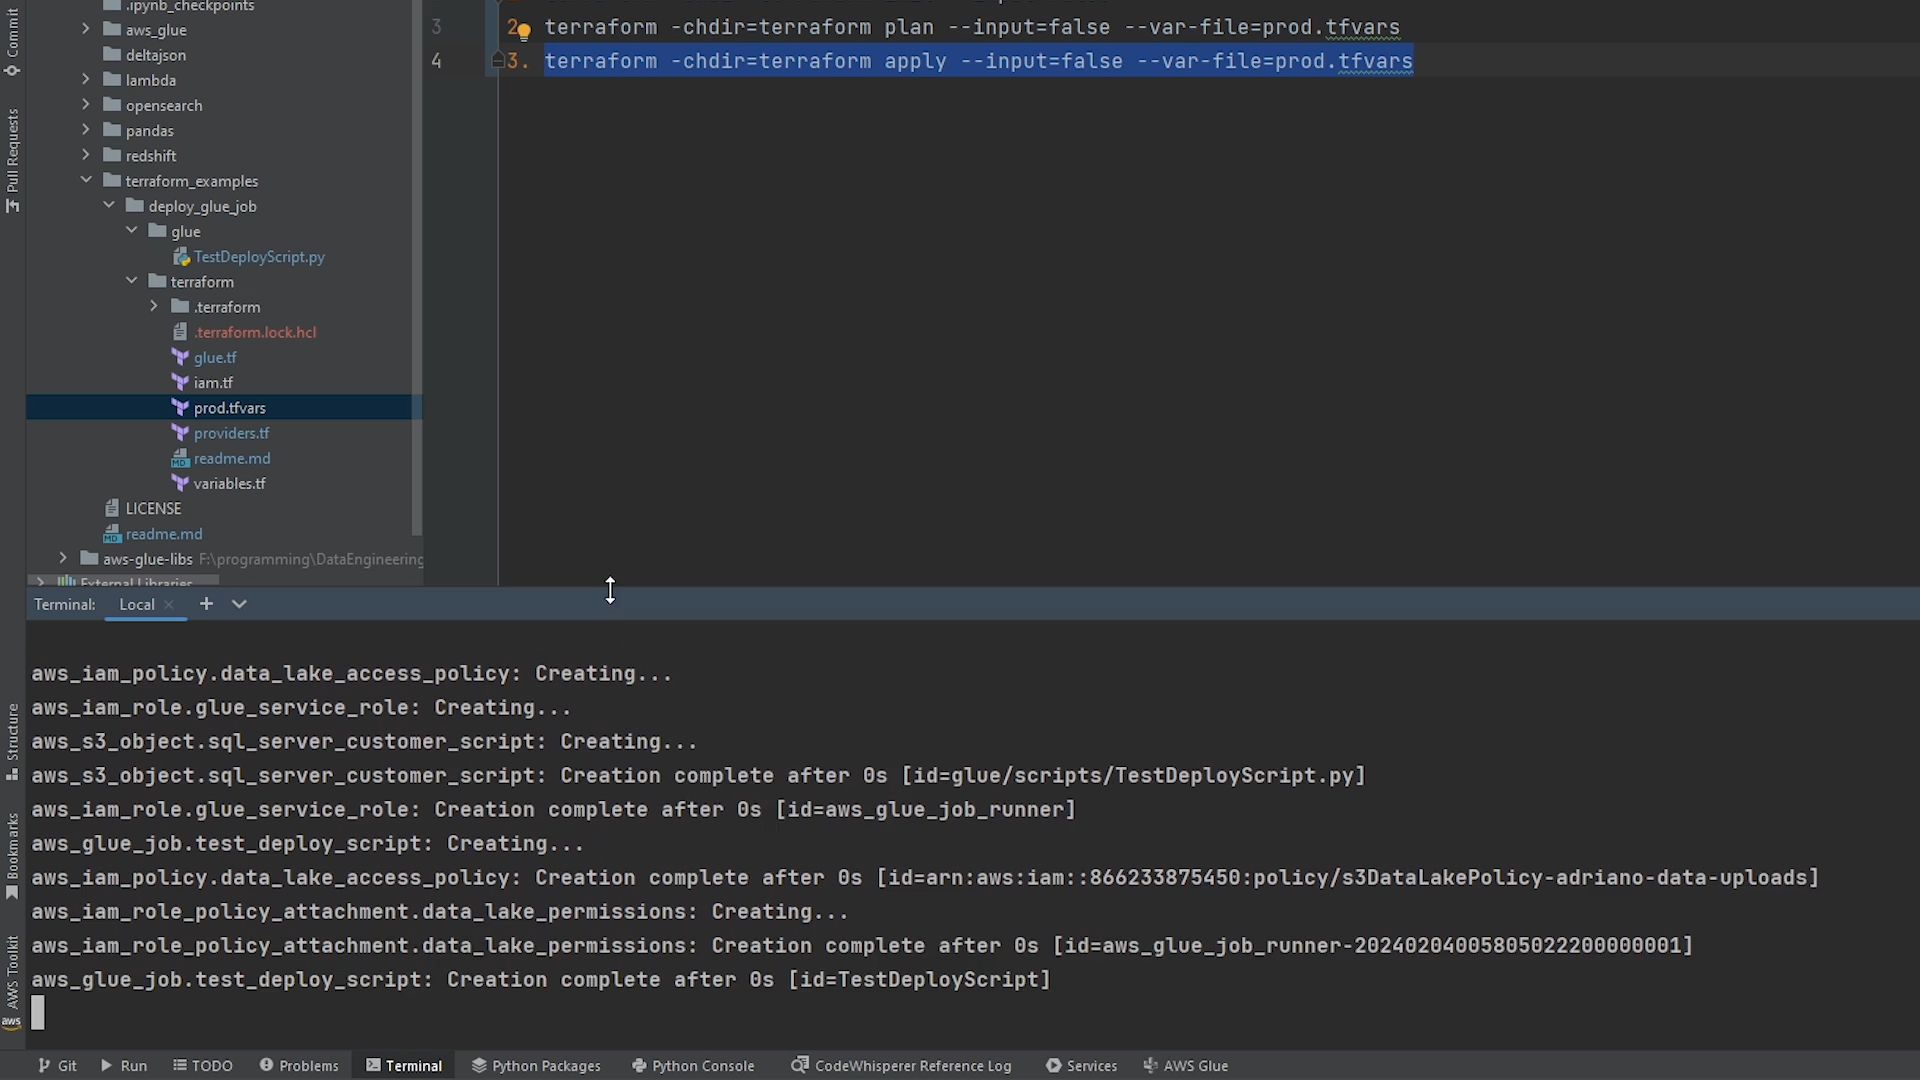 Commit
Pull Requests
Structure
Bookmarks
AWS Toolkit
aws
.ipynb_checkpoints
aws_glue
deltajson
lambda
opensearch
pandas
redshift
terraform_examples
deploy_glue_job
glue
TestDeployScript.py
terraform
.terraform
.terraform.lock.hcl
glue.tf
iam.tf
prod.tfvars
providers.tf
MD readme.md
variables.tf
LICENSE
MD readme.md
aws-glue-libs F:\programming\DataEngineering
External Libraries
3 2. terraform -chdir=terraform plan --input=false --var-file=prod.tfvars
4 3. terraform -chdir=terraform apply --input=false --var-file=prod.tfvars
Terminal: Local × +
aws_iam_policy.data_lake_access_policy: Creating...
aws_iam_role.glue_service_role: Creating...
aws_s3_object.sql_server_customer_script: Creating...
aws_s3_object.sql_server_customer_script: Creation complete after 0s [id=glue/scripts/TestDeployScript.py]
aws_iam_role.glue_service_role: Creation complete after 0s [id=aws_glue_job_runner]
aws_glue_job.test_deploy_script: Creating...
aws_iam_policy.data_lake_access_policy: Creation complete after 0s [id=arn:aws:iam::866233875450:policy/s3DataLakePolicy-adriano-data-uploads]
aws_iam_role_policy_attachment.data_lake_permissions: Creating...
aws_iam_role_policy_attachment.data_lake_permissions: Creation complete after 0s [id=aws_glue_job_runner-20240204005805022200000001]
aws_glue_job.test_deploy_script: Creation complete after 0s [id=TestDeployScript]
Git Run TODO Problems Terminal Python Packages Python Console CodeWhisperer Reference Log Services AWS Glue